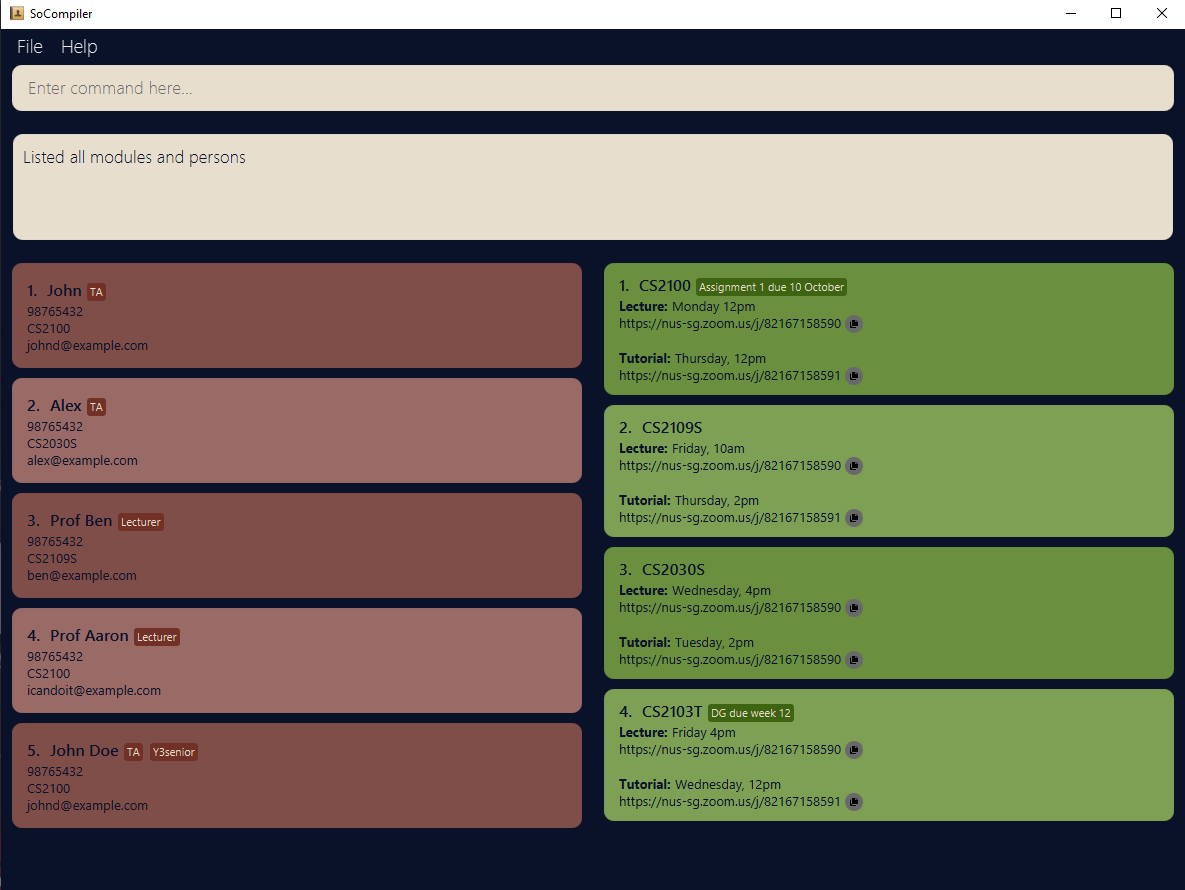 SoCompiler
File Help
Enter command here...
Listed all modules and persons
1. John TA
98765432
CS2100
johnd@example.com
2. Alex TA
98765432
CS2030S
alex@example.com
3. Prof Ben Lecturer
98765432
CS2109S
ben@example.com
4. Prof Aaron Lecturer
98765432
CS2100
icandoit@example.com
5. John Doe TA Y3senior
98765432
CS2100
johnd@example.com
1. CS2100 Assignment 1 due 10 October
Lecture: Monday 12pm
https://nus-sg.zoom.us/j/82167158590
Tutorial: Thursday, 12pm
https://nus-sg.zoom.us/j/82167158591
2. CS2109S
Lecture: Friday, 10am
https://nus-sg.zoom.us/j/82167158590
Tutorial: Thursday, 2pm
https://nus-sg.zoom.us/j/82167158591
3. CS2030S
Lecture: Wednesday, 4pm
https://nus-sg.zoom.us/j/82167158590
Tutorial: Tuesday, 2pm
https://nus-sg.zoom.us/j/82167158590
4. CS2103T DG due week 12
Lecture: Friday 4pm
https://nus-sg.zoom.us/j/82167158590
Tutorial: Wednesday, 12pm
https://nus-sg.zoom.us/j/82167158591